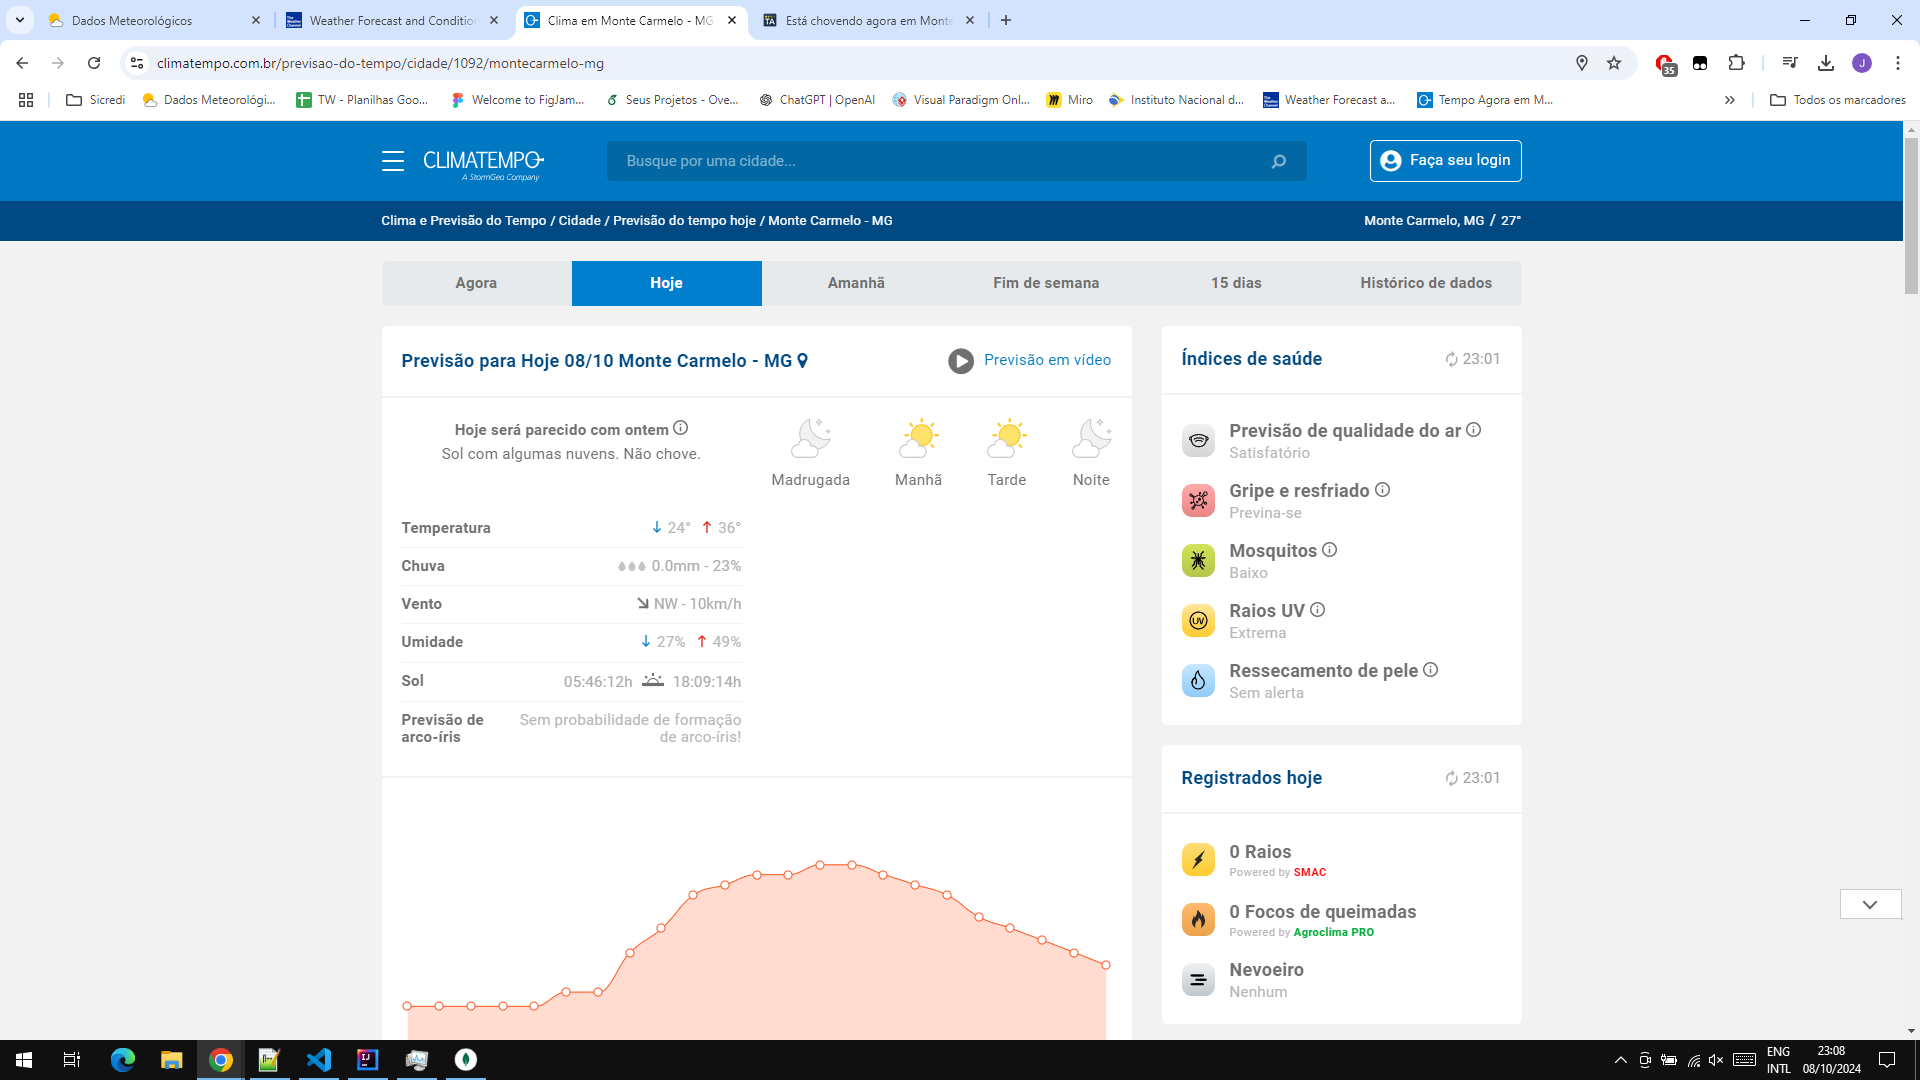 Dados Meteorológicos
Weather Forecast and Conditio
Clima em Monte Carmelo - MG
Está chovendo agora em Monte
climatempo.com.br/previsao-do-tempo/cidade/1092/montecarmelo-mg
35
J
Sicredi
Dados Meteorológi...
TW - Planilhas Goo...
Welcome to FigJam...
Seus Projetos - Ove...
ChatGPT | OpenAI
Visual Paradigm Onl...
Miro
Instituto Nacional d...
Weather Forecast a...
Tempo Agora em M...
Todos os marcadores
CLIMATEMPO
A StormGeo Company
Busque por uma cidade...
Faça seu login
Clima e Previsão do Tempo / Cidade / Previsão do tempo hoje / Monte Carmelo - MG
Monte Carmelo, MG / 27°
Agora
Hoje
Amanhã
Fim de semana
15 dias
Histórico de dados
Previsão para Hoje 08/10 Monte Carmelo - MG
Previsão em vídeo
Hoje será parecido com ontem
Sol com algumas nuvens. Não chove.
Madrugada
Manhã
Tarde
Noite
Temperatura
24° 36°
Chuva
0.0mm - 23%
Vento
NW - 10km/h
Umidade
27% 49%
Sol
05:46:12h 18:09:14h
Previsão de
arco-íris
Sem probabilidade de formação
de arco-íris!
Índices de saúde
23:01
Previsão de qualidade do ar
Satisfatório
Gripe e resfriado
Previna-se
Mosquitos
Baixo
UV
Raios UV
Extrema
Ressecamento de pele
Sem alerta
Registrados hoje
23:01
0 Raios
Powered by SMAC
0 Focos de queimadas
Powered by Agroclima PRO
Nevoeiro
Nenhum
ENG
INTL
23:08
08/10/2024